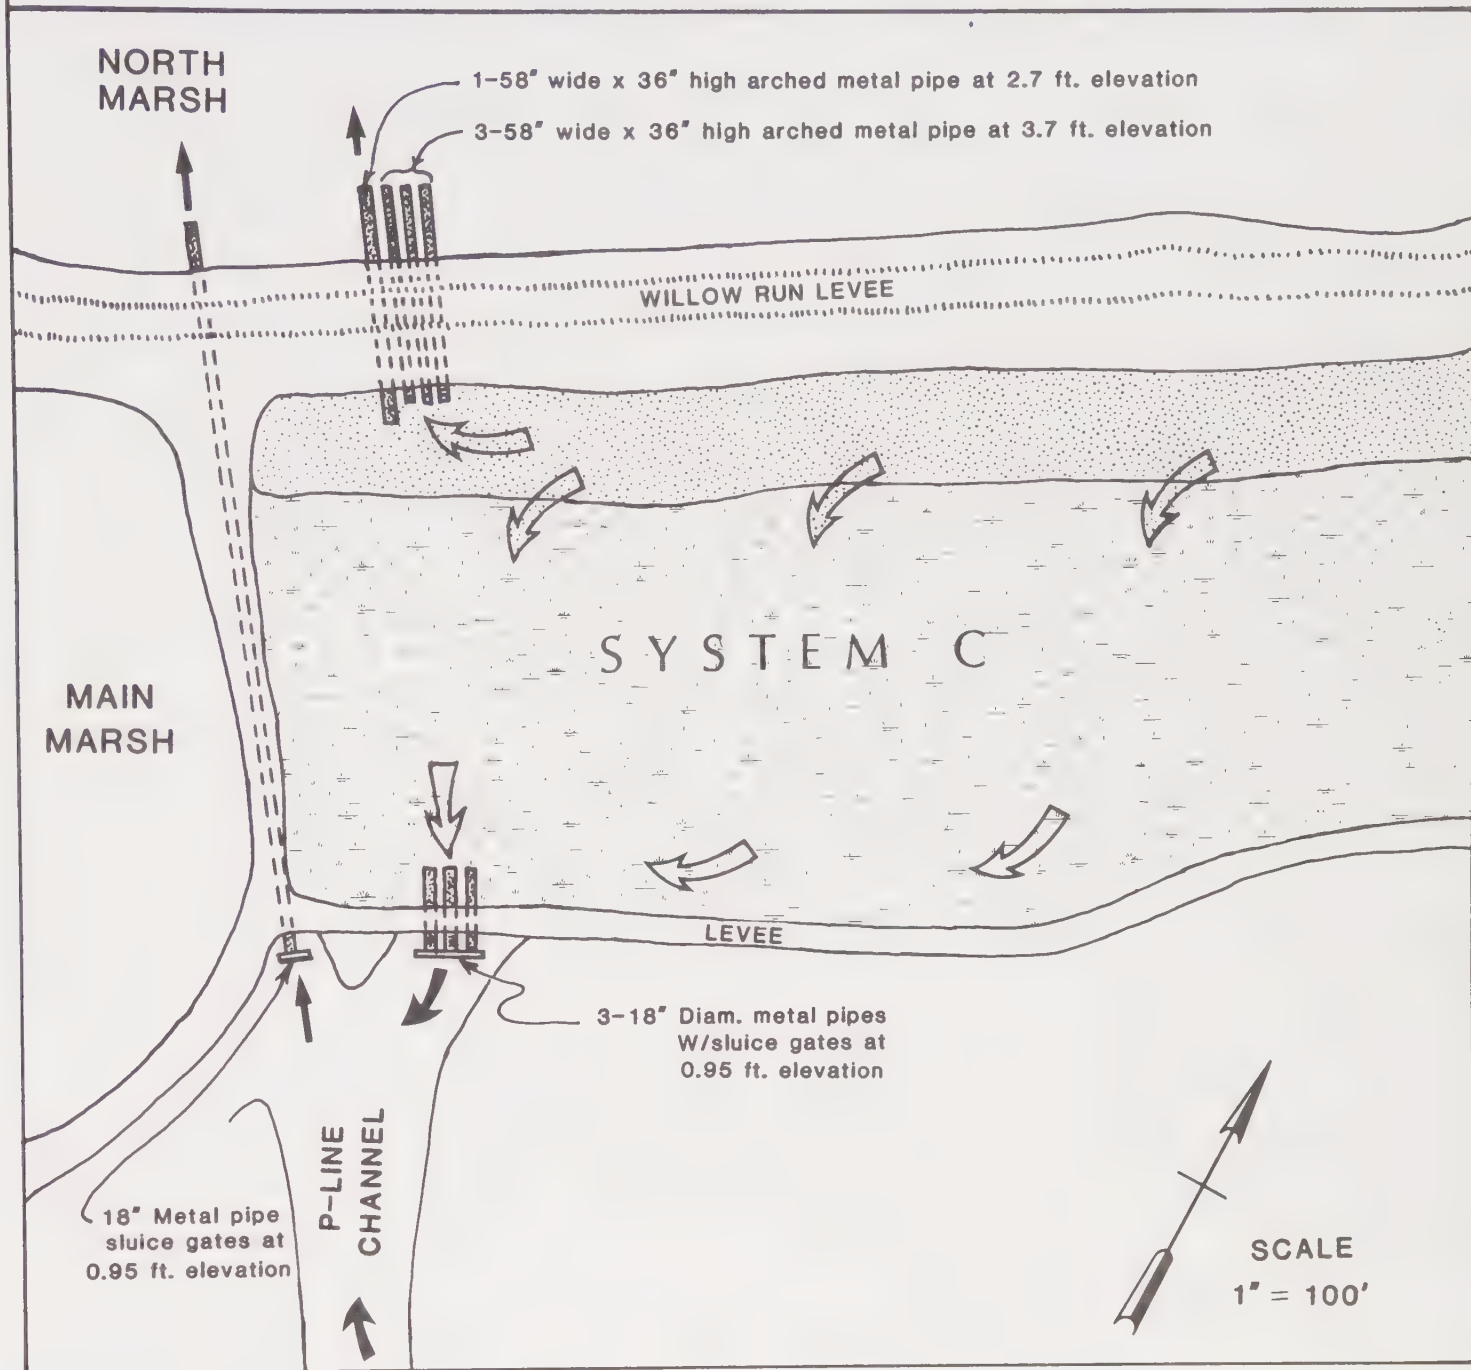 NORTH
MARSH
1-58" wide x 36" high arched metal pipe at 2.7 ft. elevation
3-58" wide x 36" high arched metal pipe at 3.7 ft. elevation
WILLOW RUN LEVEE
SYSTEM C
MAIN
MARSH
LEVEE
3-18" Diam. metal pipes
W/sluice gates at
0.95 ft. elevation
P-LINE
CHANNEL
18" Metal pipe
sluice gates at
0.95 ft. elevation
SCALE
1" = 100'